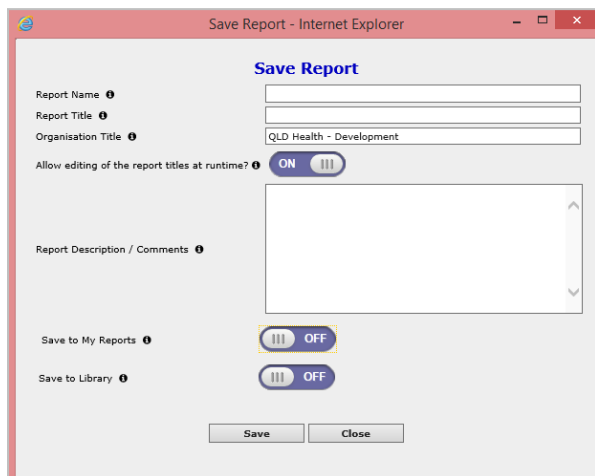 Save Report - Internet Explorer
Save Report
Report Name
Report Title
Organisation Title QLD Health - Development
Allow editing of the report titles at runtime? ON
Report Description / Comments
Save to My Reports OFF
Save to Library OFF
Save Close